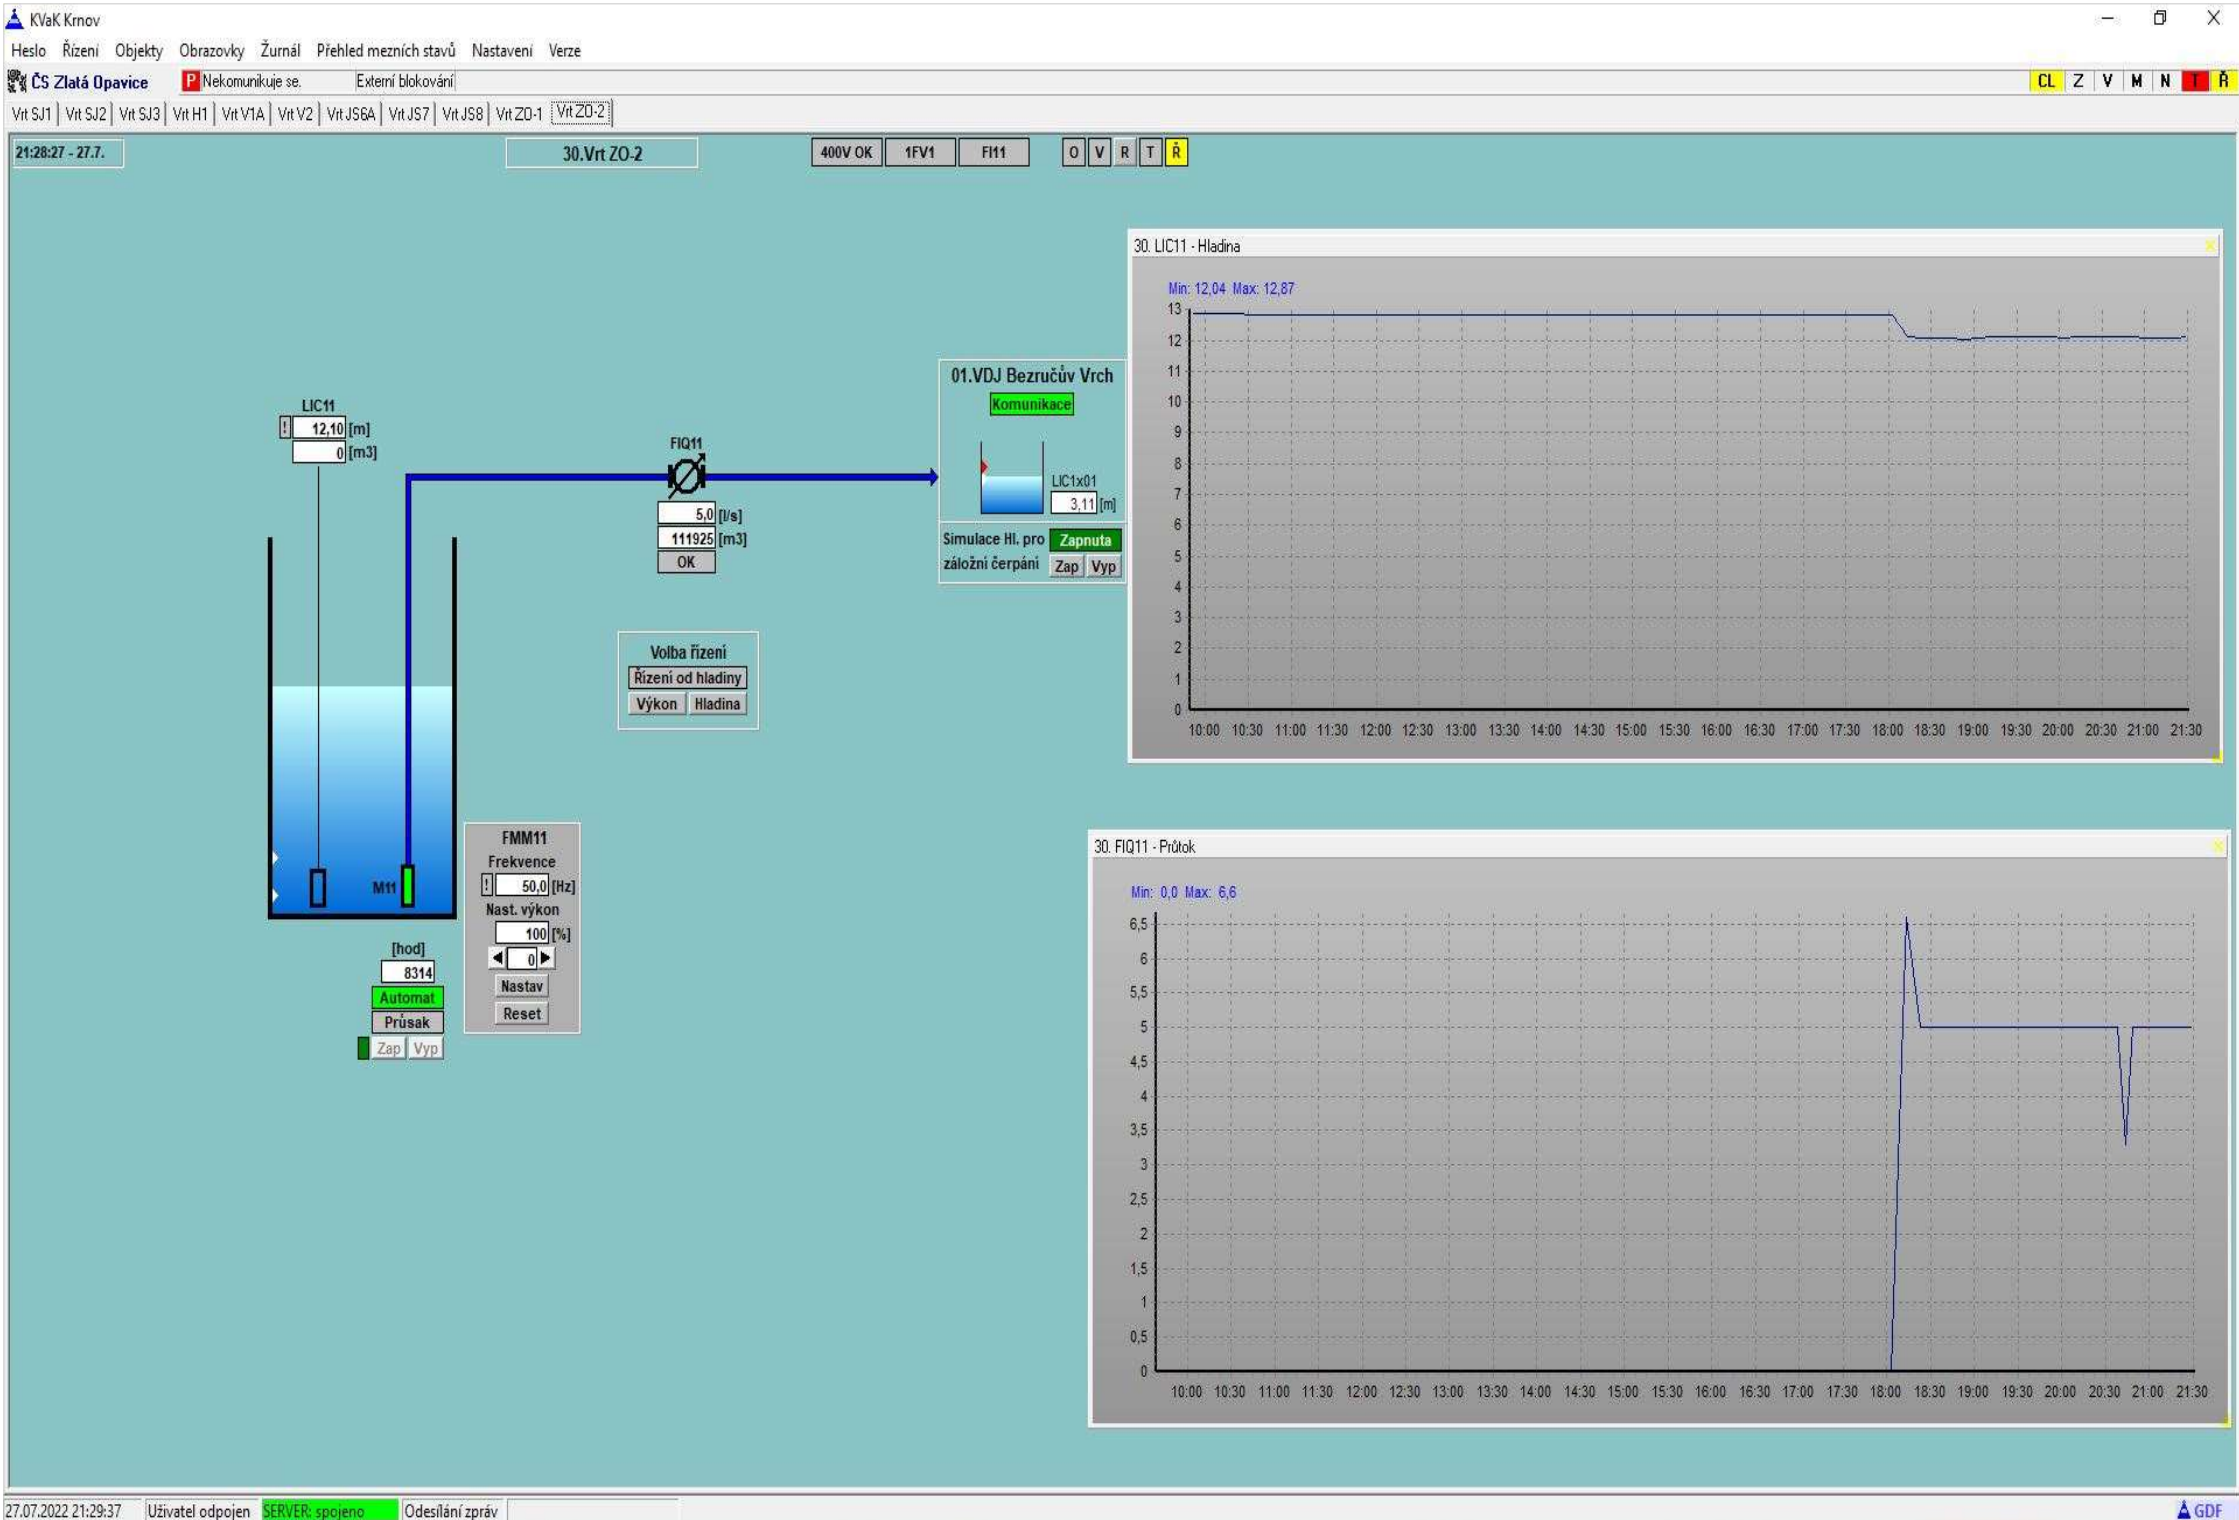 KVaK Krnov
Heslo Řízení Objekty Obrazovky Žurnál Přehled mezních stavů Nastavení Verze
ČS Zlatá Opavice P Nekomunikuje se. Externí blokování CL Z V M N T Ř
Vrt SJ1 Vrt SJ2 Vrt SJ3 Vrt H1 Vrt V1A Vrt V2 Vrt JS6A Vrt JS7 Vrt JS8 Vrt ZO-1 Vrt ZO-2
21:28:27 - 27.7. 30.Vrt ZO-2 400V OK 1FV1 FI11 O V R T Ř
30. LIC11 - Hladina
Min: 12,04 Max: 12,87
13
12
11
10
9
8
7
6
5
4
3
2
1
0
10:00 10:30 11:00 11:30 12:00 12:30 13:00 13:30 14:00 14:30 15:00 15:30 16:00 16:30 17:00 17:30 18:00 18:30 19:00 19:30 20:00 20:30 21:00 21:30
01.VDJ Bezručův Vrch
Komunikace
LIC1x01
3,11 [m]
Simulace Hl. pro Zapnuta
záložní čerpání Zap Vyp
LIC11
! 12,10 [m]
0 [m3]
FIQ11
5,0 [l/s]
111925 [m3]
OK
Volba řízení
Řízení od hladiny
Výkon Hladina
M11
FMM11
Frekvence
! 50,0 [Hz]
Nast. výkon
100 [%]
0
Nastav
Reset
[hod]
8314
Automat
Průsak
Zap Vyp
30. FIQ11 - Průtok
Min: 0,0 Max: 6,6
6,5
6
5,5
5
4,5
4
3,5
3
2,5
2
1,5
1
0,5
0
10:00 10:30 11:00 11:30 12:00 12:30 13:00 13:30 14:00 14:30 15:00 15:30 16:00 16:30 17:00 17:30 18:00 18:30 19:00 19:30 20:00 20:30 21:00 21:30
27.07.2022 21:29:37 Uživatel odpojen SERVER: spojeno Odesílání zpráv GDF